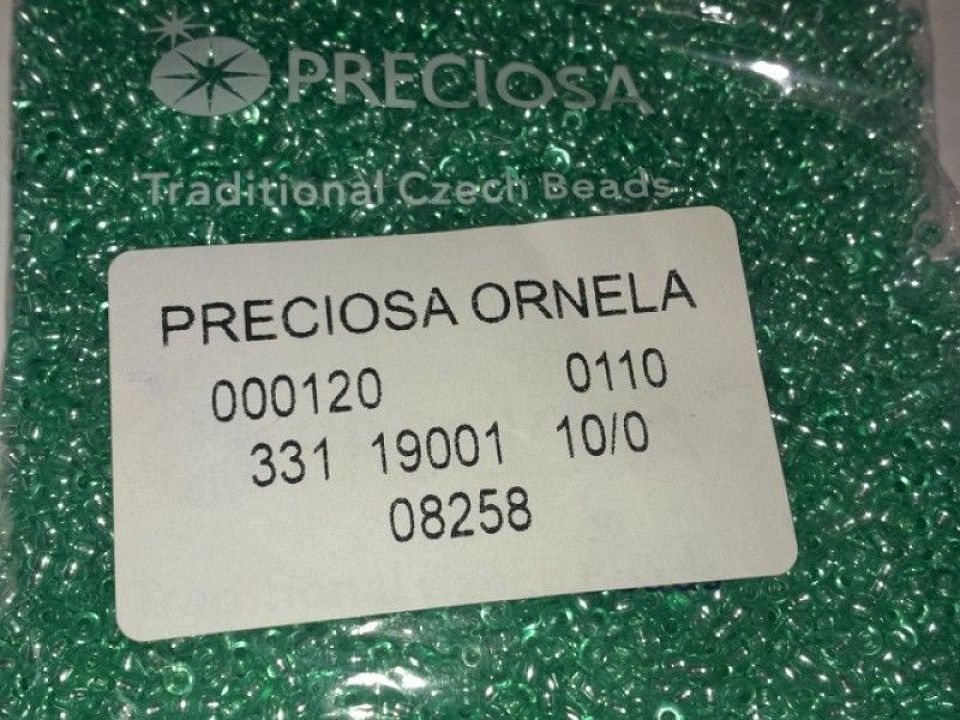 PRECIOSA
Traditional Czech Beads
PRECIOSA ORNELA
000120 0110
331 19001 10/0
08258